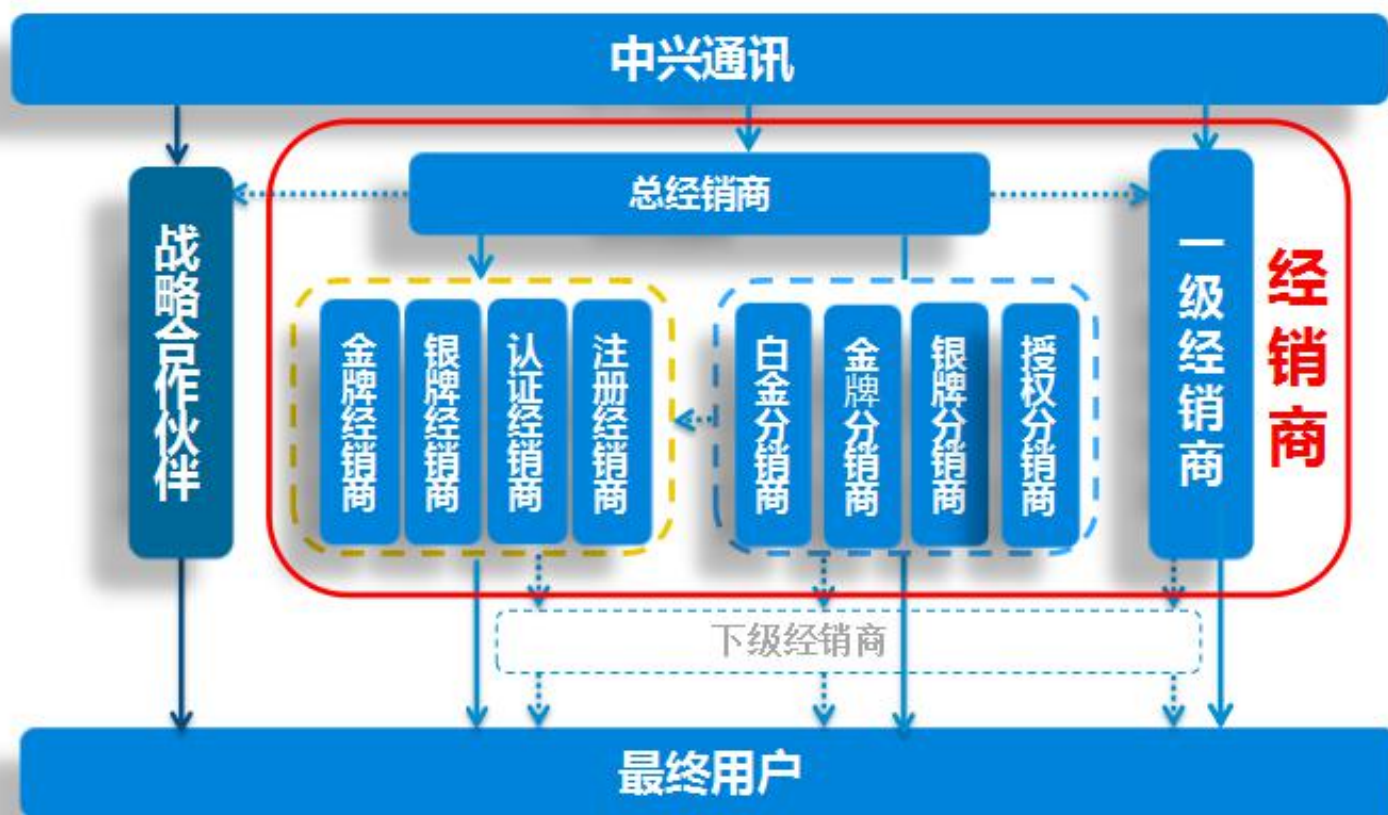 中兴通讯
总经销商
战略合作伙伴
金牌经销商
银牌经销商
认证经销商
注册经销商
白金分销商
金牌分销商
银牌分销商
授权分销商
一级经销商
经销商
下级经销商
最终用户